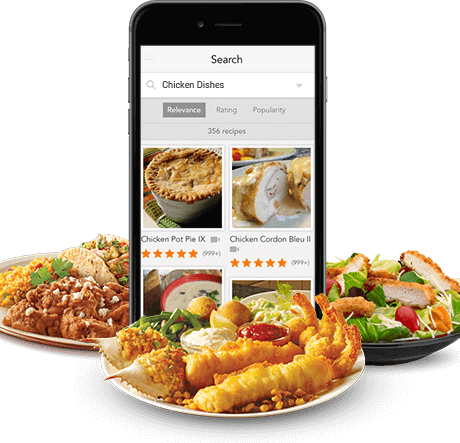 Search
Chicken Dishes
Relevance Rating Popularity
356 recipes
Chicken Pot Pie IX
(999+)
Chicken Cordon Bleu II
(999+)